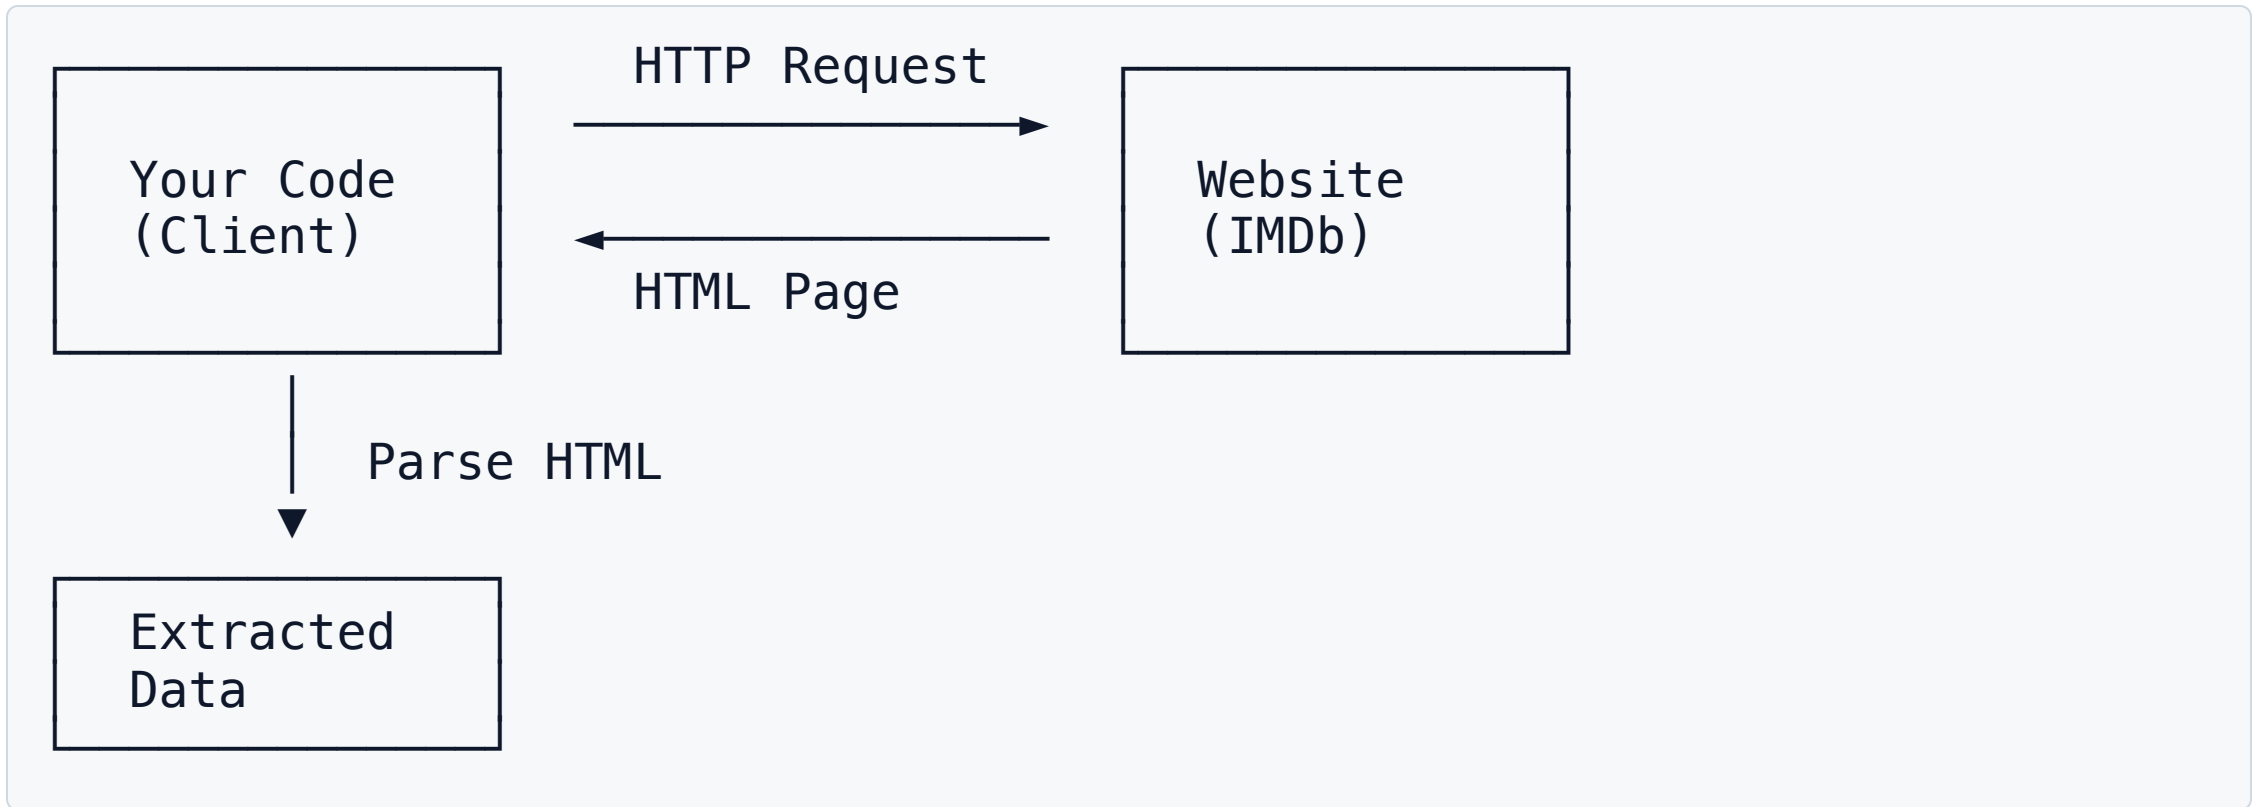 HTTP Request
Your Code
(Client)
Website
(IMDb)
HTML Page
Parse HTML
Extracted
Data